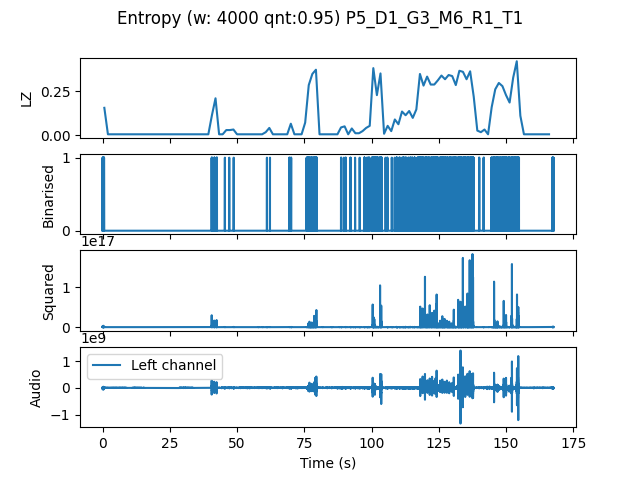 Entropy (w: 4000 qnt:0.95) P5_D1_G3_M6_R1_T1
LZ
0.25
0.00
Binarised
1
0
1e17
Squared
1
0
1e9
Audio
1
0
−1
Left channel
0
25
50
75
100
125
150
175
Time (s)